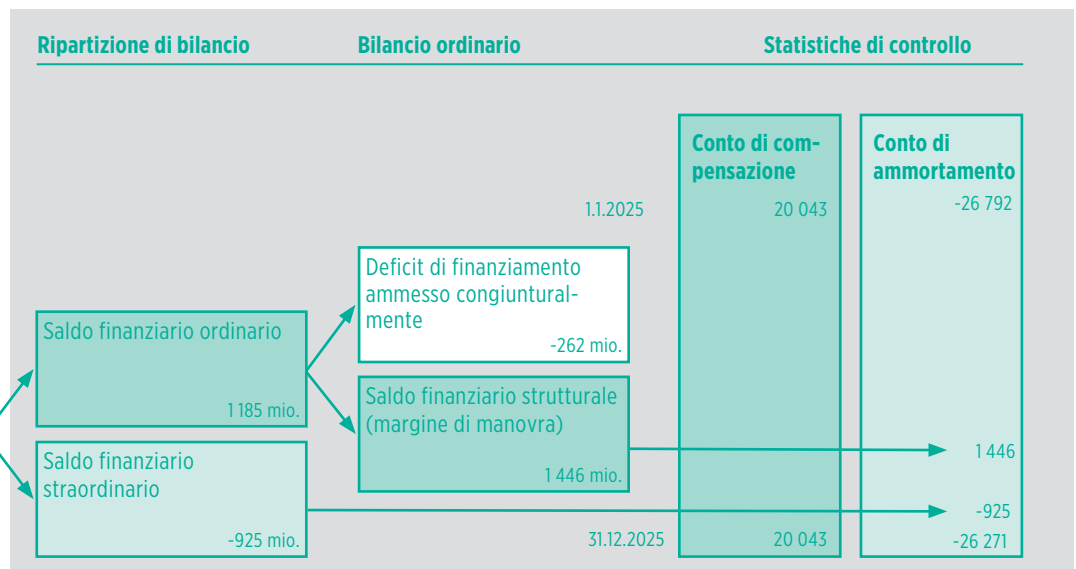 Ripartizione di bilancio
Bilancio ordinario
Statistiche di controllo
Conto di com-
pensazione
Conto di
ammortamento
1.1.2025
20 043
-26 792
Deficit di finanziamento
ammesso congiuntural-
mente
-262 mio.
Saldo finanziario ordinario
1 185 mio.
Saldo finanziario strutturale
(margine di manovra)
1 446 mio.
1 446
Saldo finanziario
straordinario
-925 mio.
-925
31.12.2025
20 043
-26 271